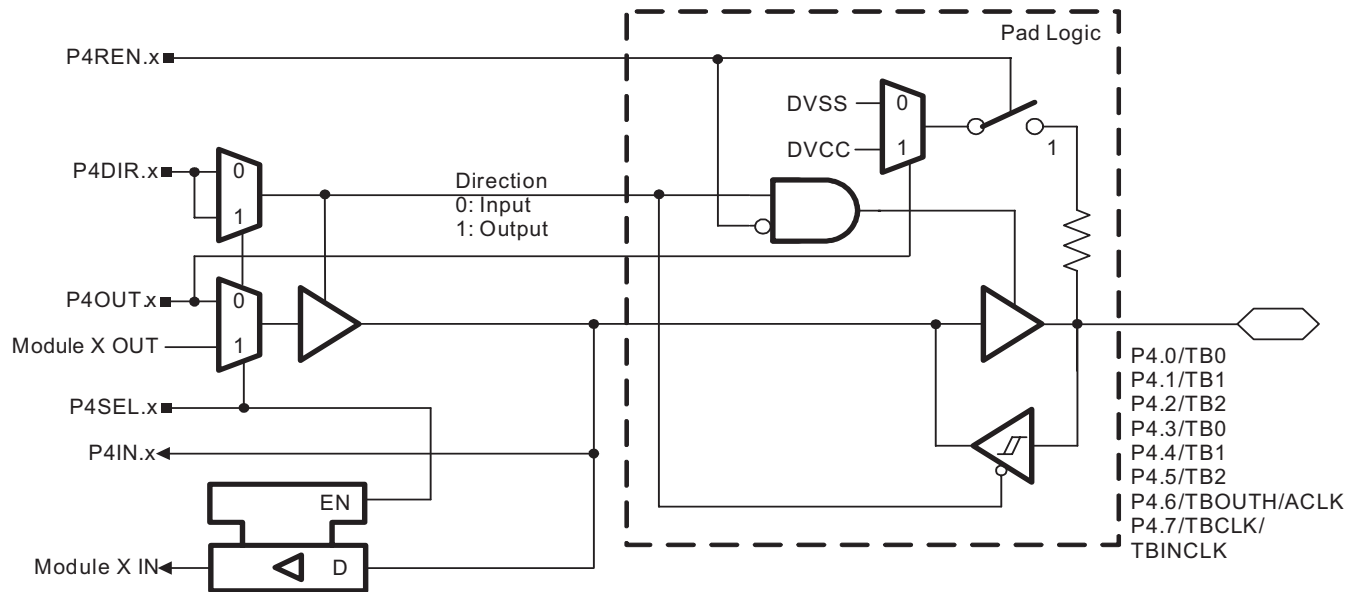 Pad Logic
P4REN.x
DVSS
0
DVCC
1
1
P4DIR.x
0
1
Direction
0: Input
1: Output
P4OUT.x
0
Module X OUT
1
P4SEL.x
P4IN.x
EN
Module X IN
D
P4.0/TB0
P4.1/TB1
P4.2/TB2
P4.3/TB0
P4.4/TB1
P4.5/TB2
P4.6/TBOUTH/ACLK
P4.7/TBCLK/
TBINCLK